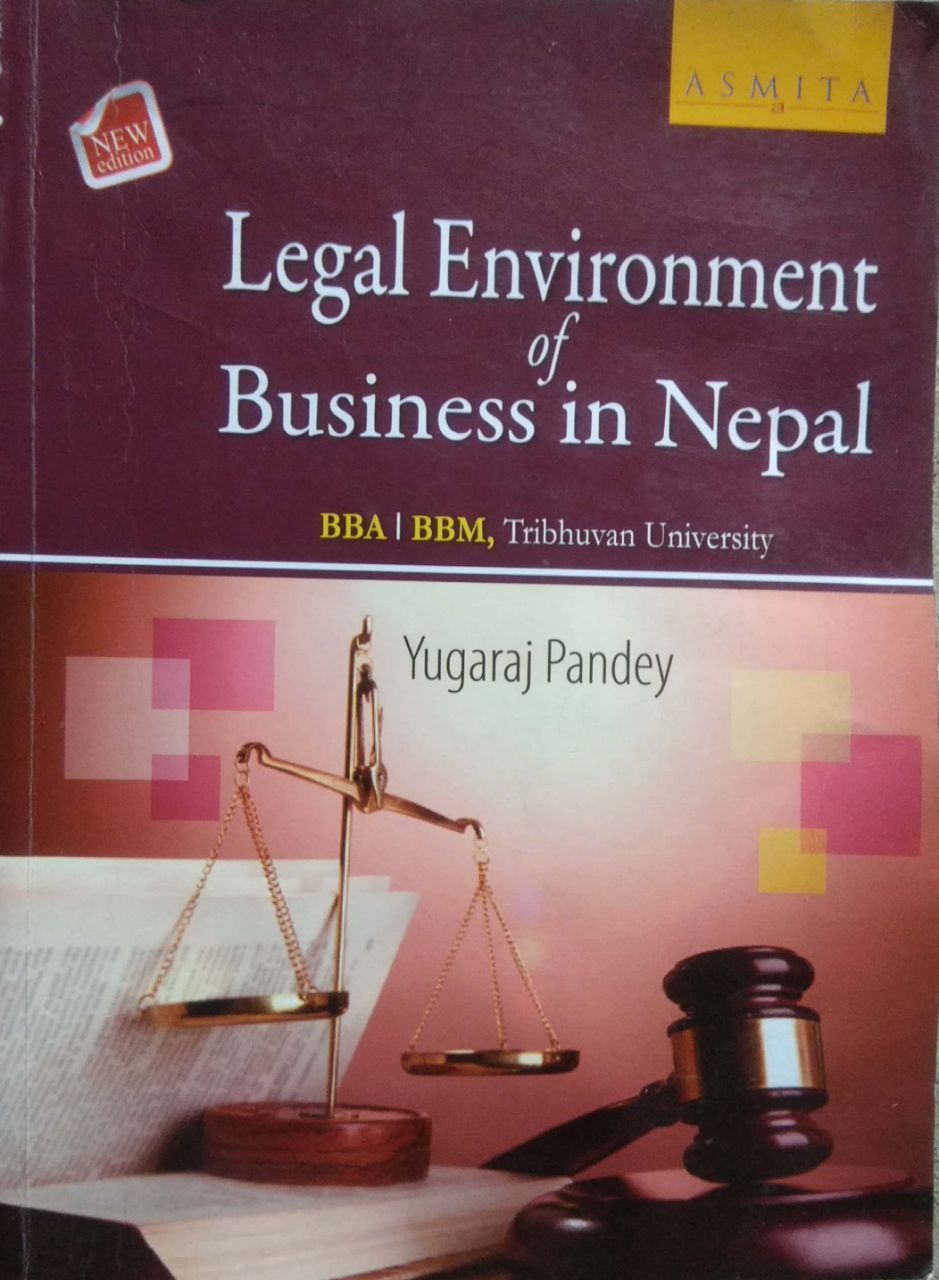 ASMITA
a
NEW
edition
Legal Environment
of
Business in Nepal
BBA | BBM, Tribhuvan University
Yugaraj Pandey